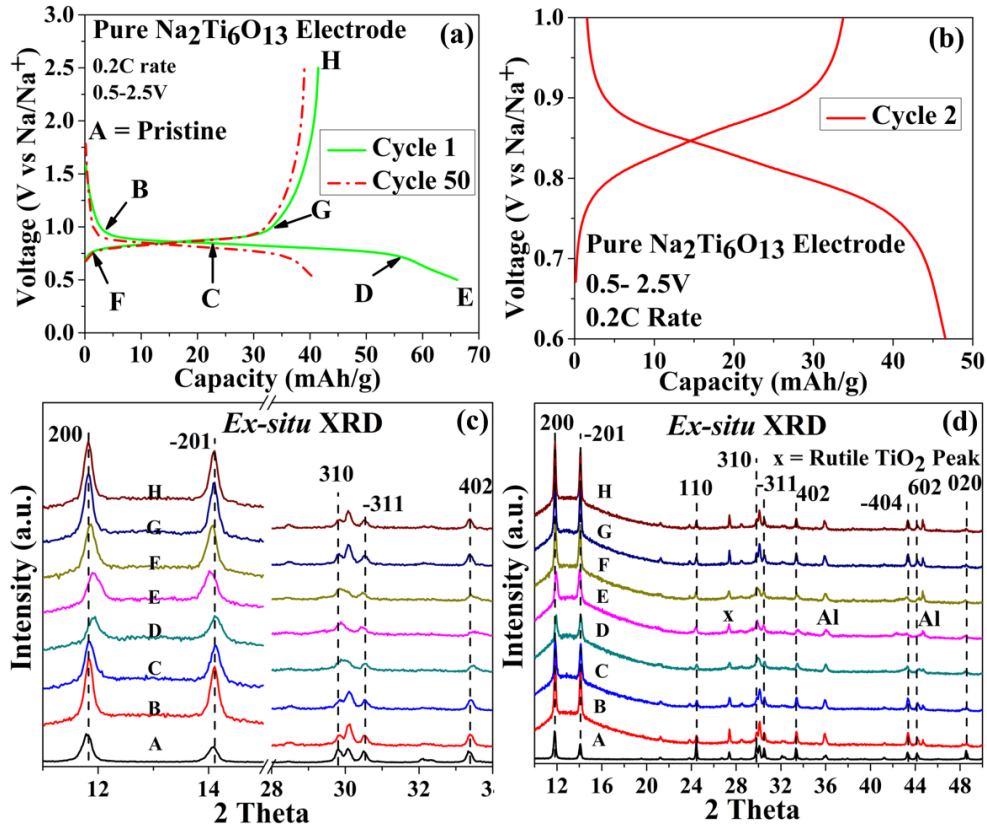 Pure Na₂Ti₆O₁₃ Electrode
(a)
0.2C rate
0.5-2.5V
A = Pristine
H
Cycle 1
Cycle 50
B
G
F
C
D
E
3.0
2.5
2.0
1.5
1.0
0.5
0.0
Voltage (V vs Na/Na⁺)
0 10 20 30 40 50 60 70
Capacity (mAh/g)
(b)
Cycle 2
Pure Na₂Ti₆O₁₃ Electrode
0.5- 2.5V
0.2C Rate
1.0
0.9
0.8
0.7
0.6
Voltage (V vs Na/Na⁺)
0 10 20 30 40 50
Capacity (mAh/g)
Ex-situ XRD
(c)
200
-201
310
-311
402
H
G
F
E
D
C
B
A
Intensity (a.u.)
12 14 28 30 32 3
2 Theta
Ex-situ XRD
(d)
200
-201
x = Rutile TiO₂ Peak
110
310
-311
402
-404
602
020
H
G
F
E
D
C
B
A
x
Al
Al
Intensity (a.u.)
12 16 20 24 28 32 36 40 44 48
2 Theta